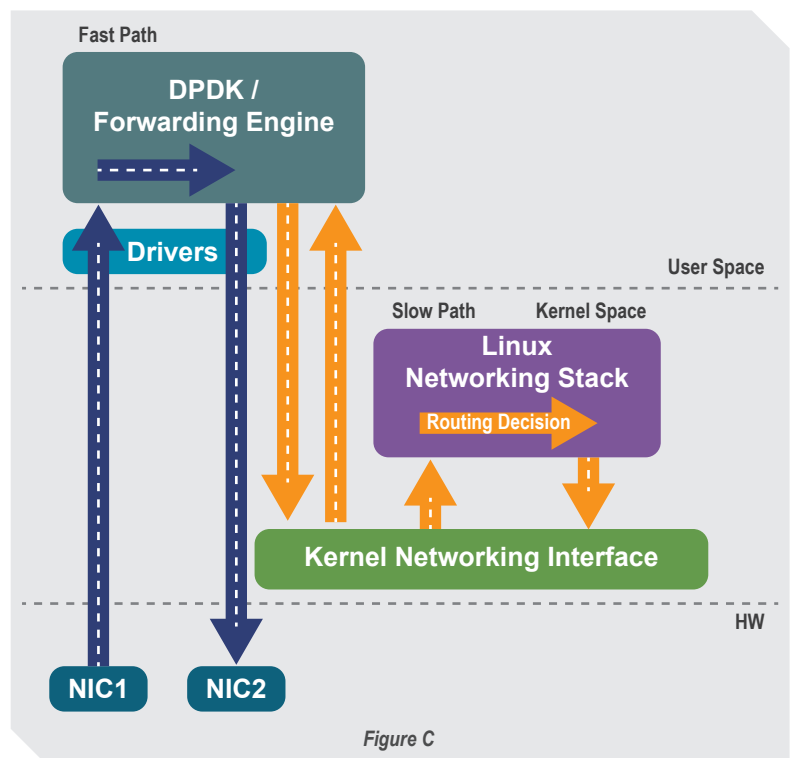 Fast Path
DPDK /
Forwarding Engine
Drivers
User Space
Slow Path
Kernel Space
Linux
Networking Stack
Routing Decision
Kernel Networking Interface
HW
NIC1
NIC2
Figure C